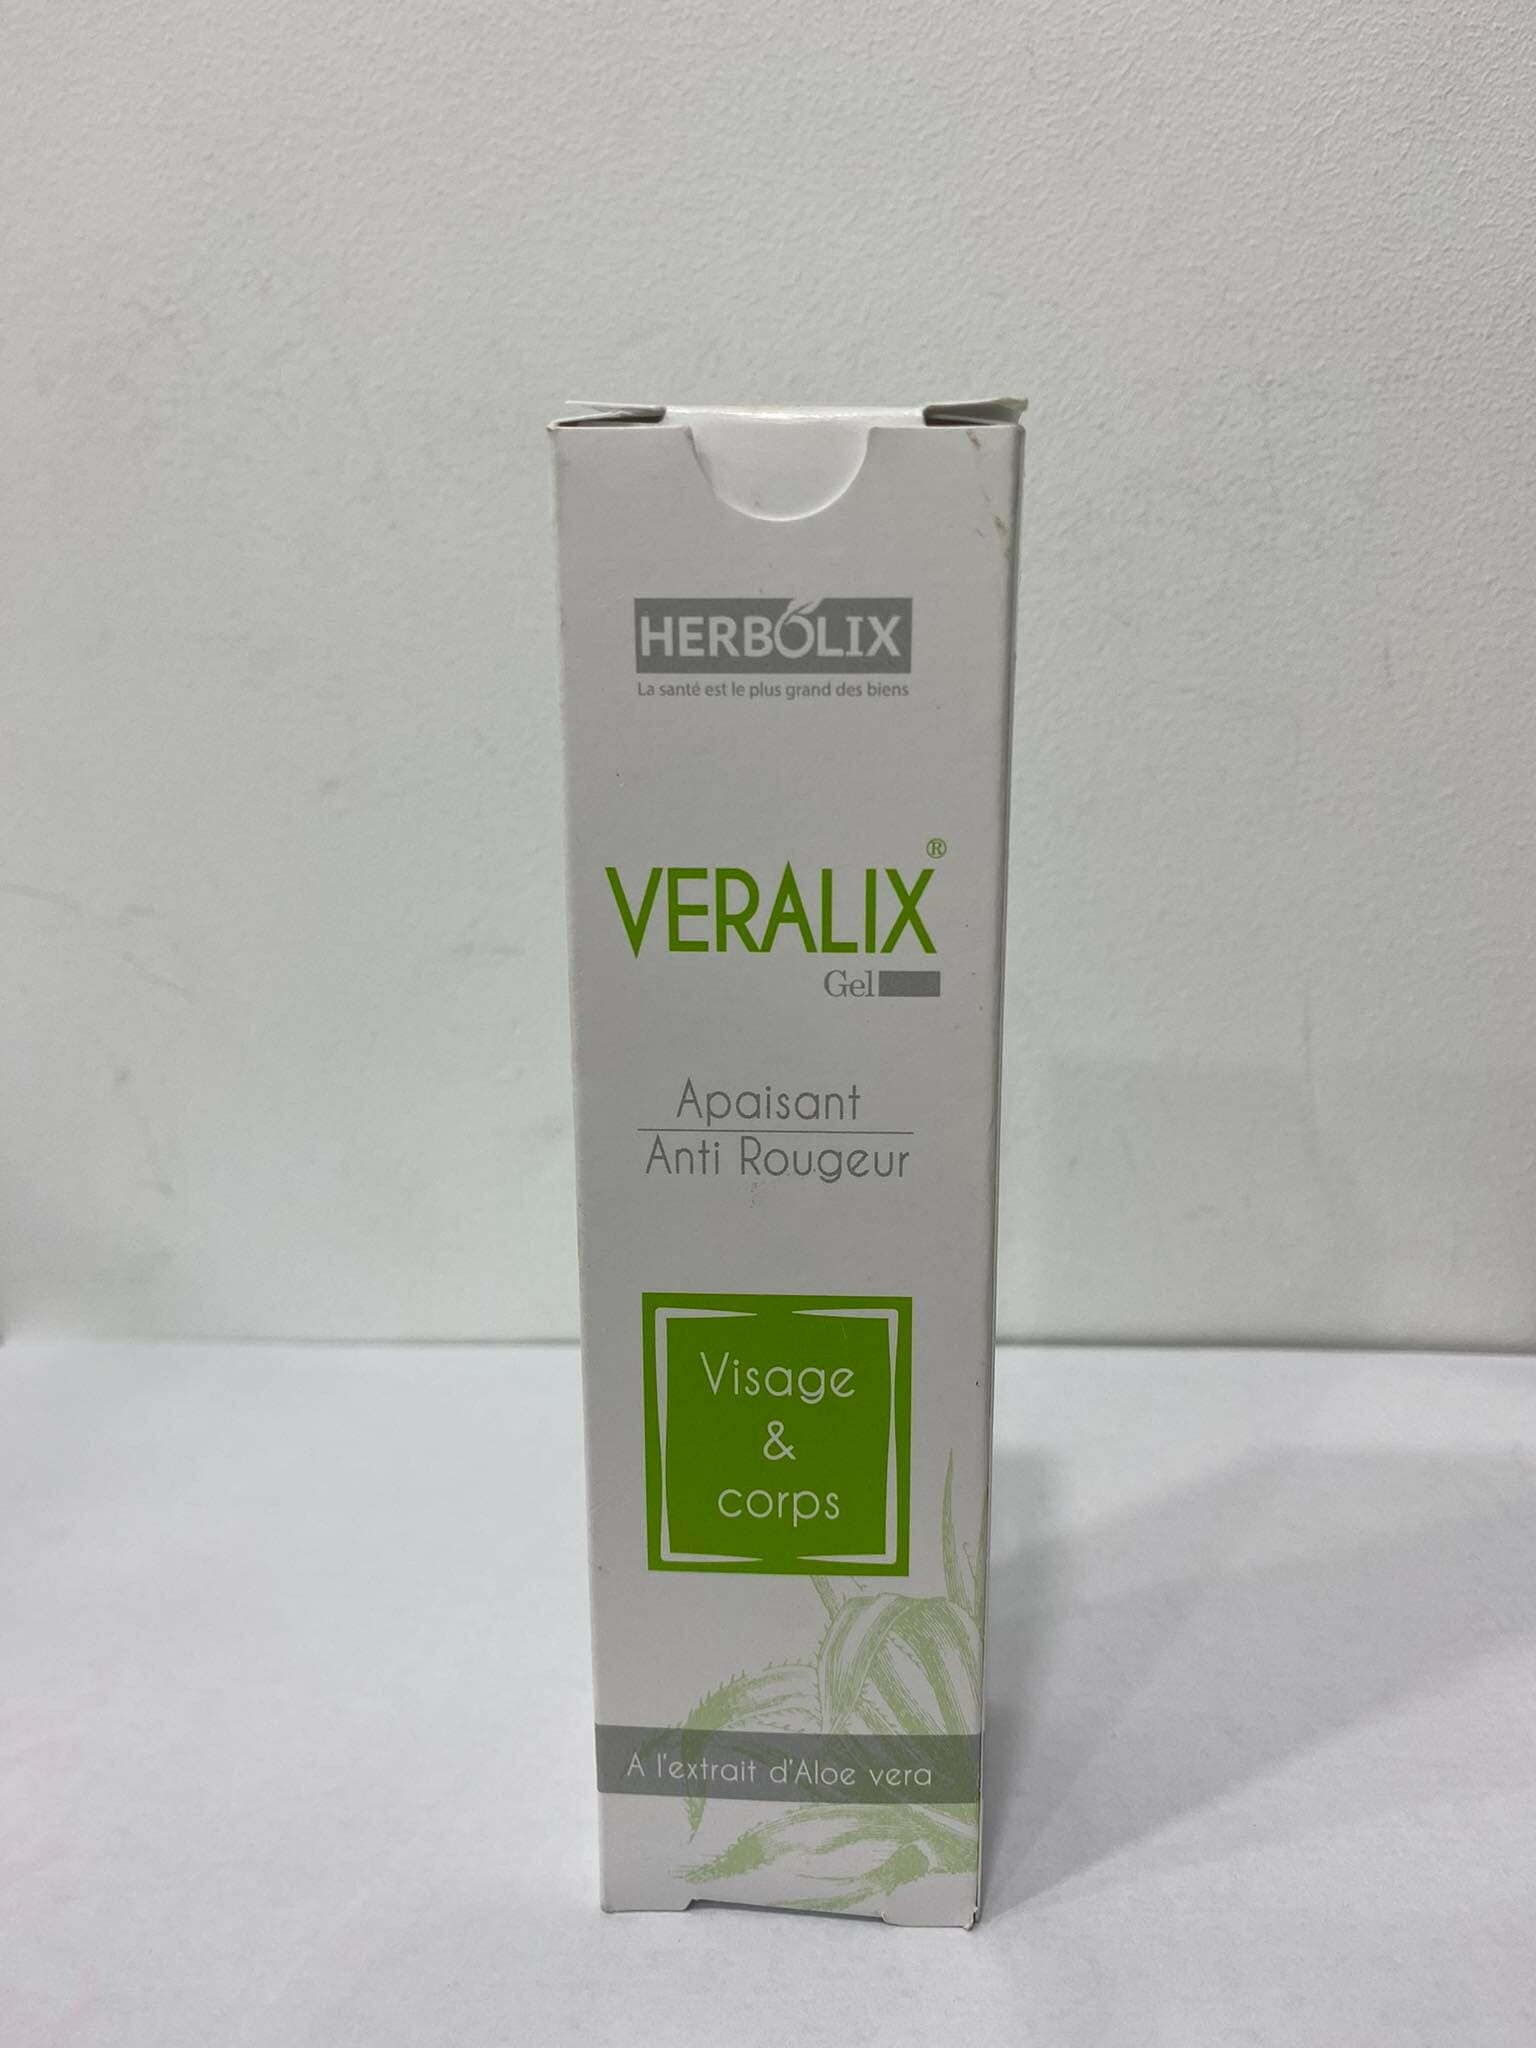 HERBOLIX
La santé est le plus grand des biens
VERALIX®
Gel
Apaisant
Anti Rougeur
Visage
&
corps
A l'extrait d'Aloe vera